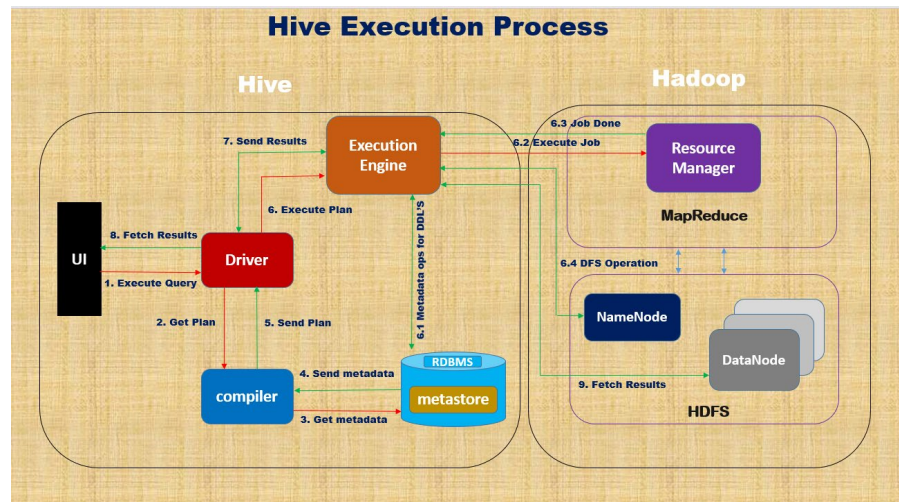 Hive Execution Process
Hive
Hadoop
6.3 Job Done
7. Send Results
Execution
Engine
6.2 Execute Job
Resource
Manager
6. Execute Plan
MapReduce
8. Fetch Results
UI
Driver
6.1 Metadata ops for DDL'S
6.4 DFS Operation
1. Execute Query
NameNode
2. Get Plan
5. Send Plan
DataNode
RDBMS
4. Send metadata
9. Fetch Results
compiler
metastore
HDFS
3. Get metadata